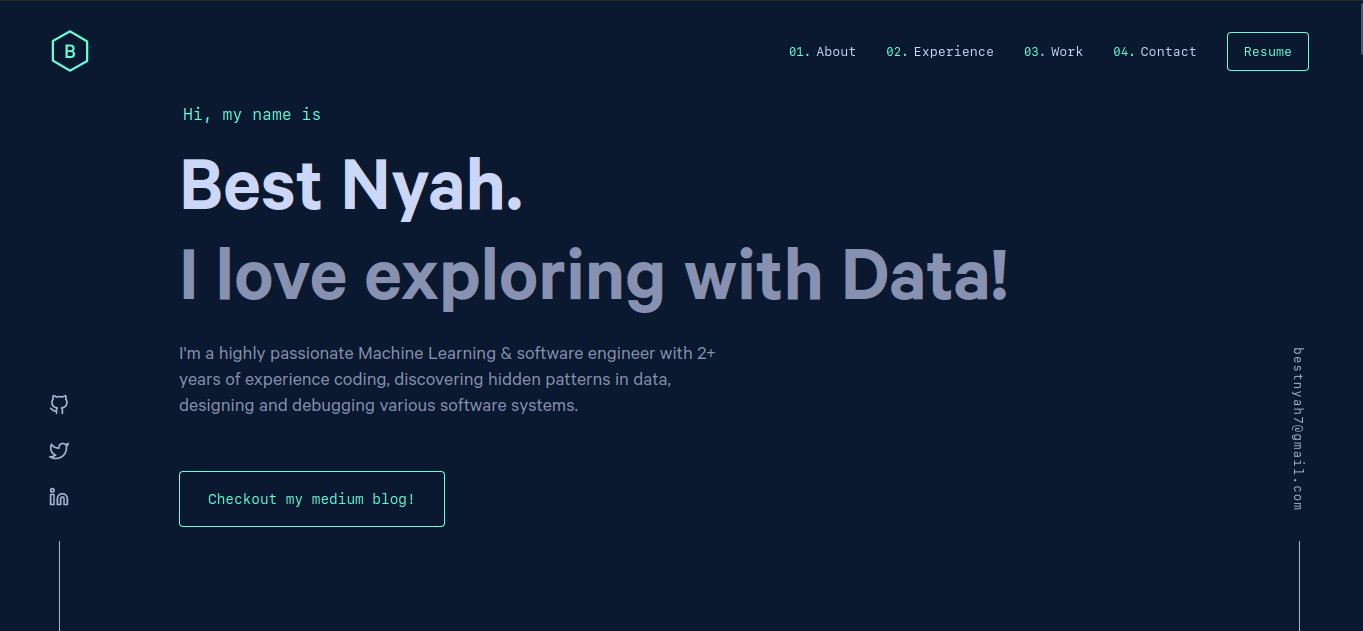 B
01. About 02. Experience 03. Work 04. Contact Resume
Hi, my name is
Best Nyah.
I love exploring with Data!
I'm a highly passionate Machine Learning & software engineer with 2+
years of experience coding, discovering hidden patterns in data,
designing and debugging various software systems.
Checkout my medium blog!
in
bestnyah7@gmail.com